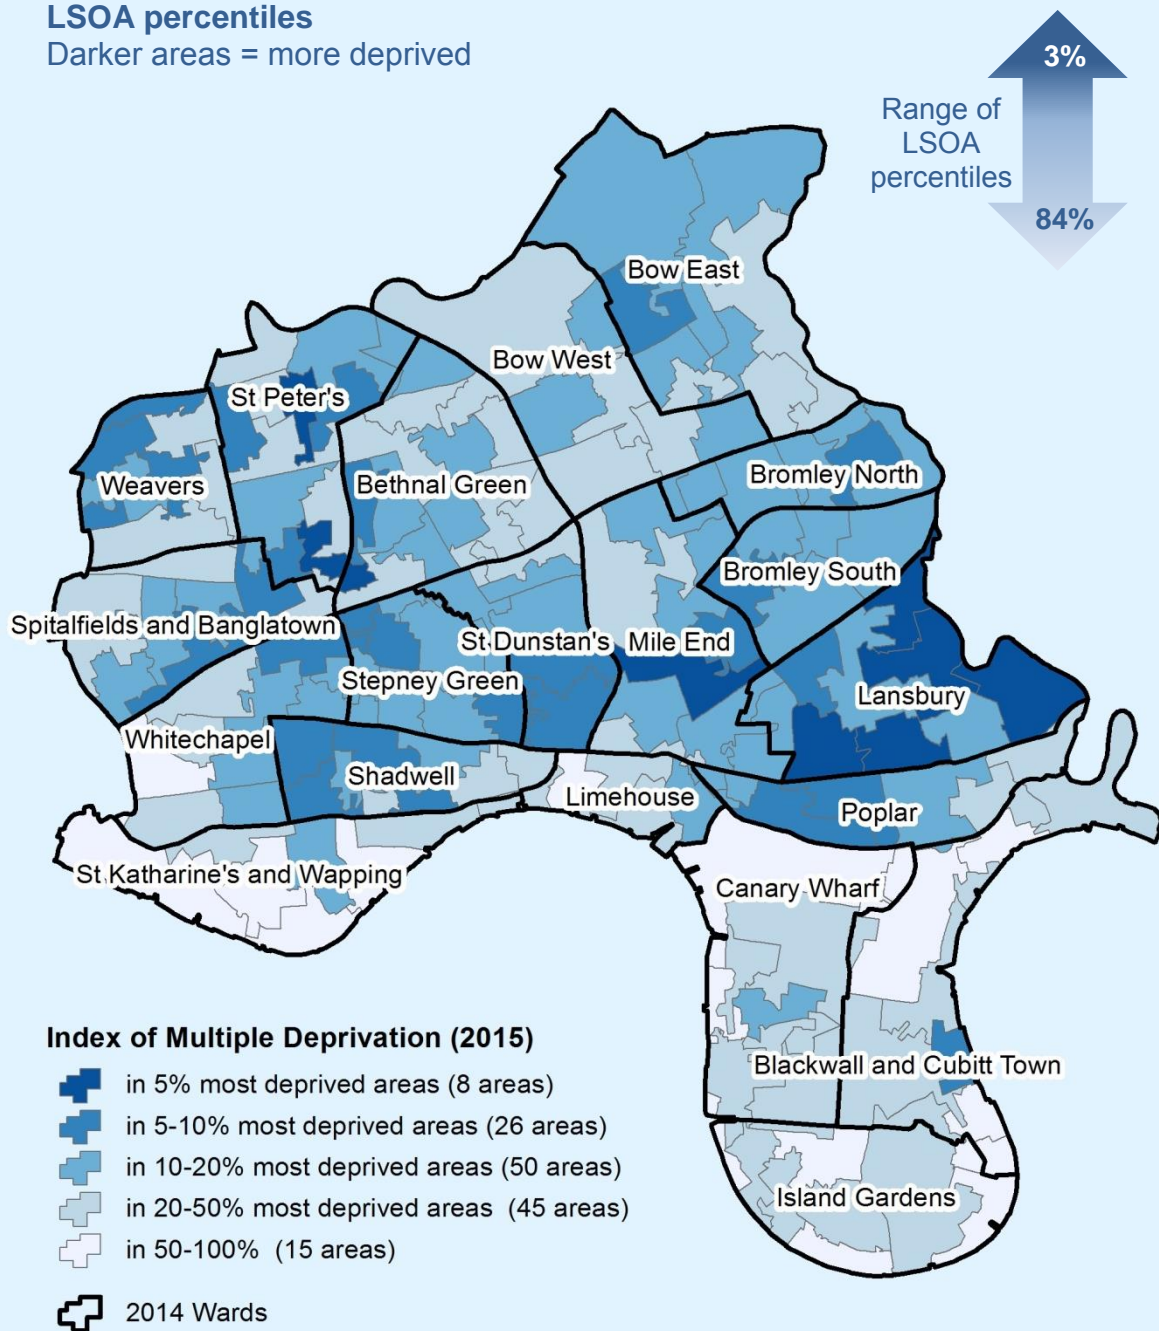 LSOA percentiles
Darker areas = more deprived
3%
Range of
LSOA
percentiles
84%
Bow East
Bow West
St Peter's
Weavers
Bethnal Green
Bromley North
Bromley South
Spitalfields and Banglatown
St Dunstan's
Mile End
Stepney Green
Lansbury
Whitechapel
Shadwell
Limehouse
Poplar
St Katharine's and Wapping
Canary Wharf
Blackwall and Cubitt Town
Island Gardens
Index of Multiple Deprivation (2015)
in 5% most deprived areas (8 areas)
in 5-10% most deprived areas (26 areas)
in 10-20% most deprived areas (50 areas)
in 20-50% most deprived areas (45 areas)
in 50-100% (15 areas)
2014 Wards